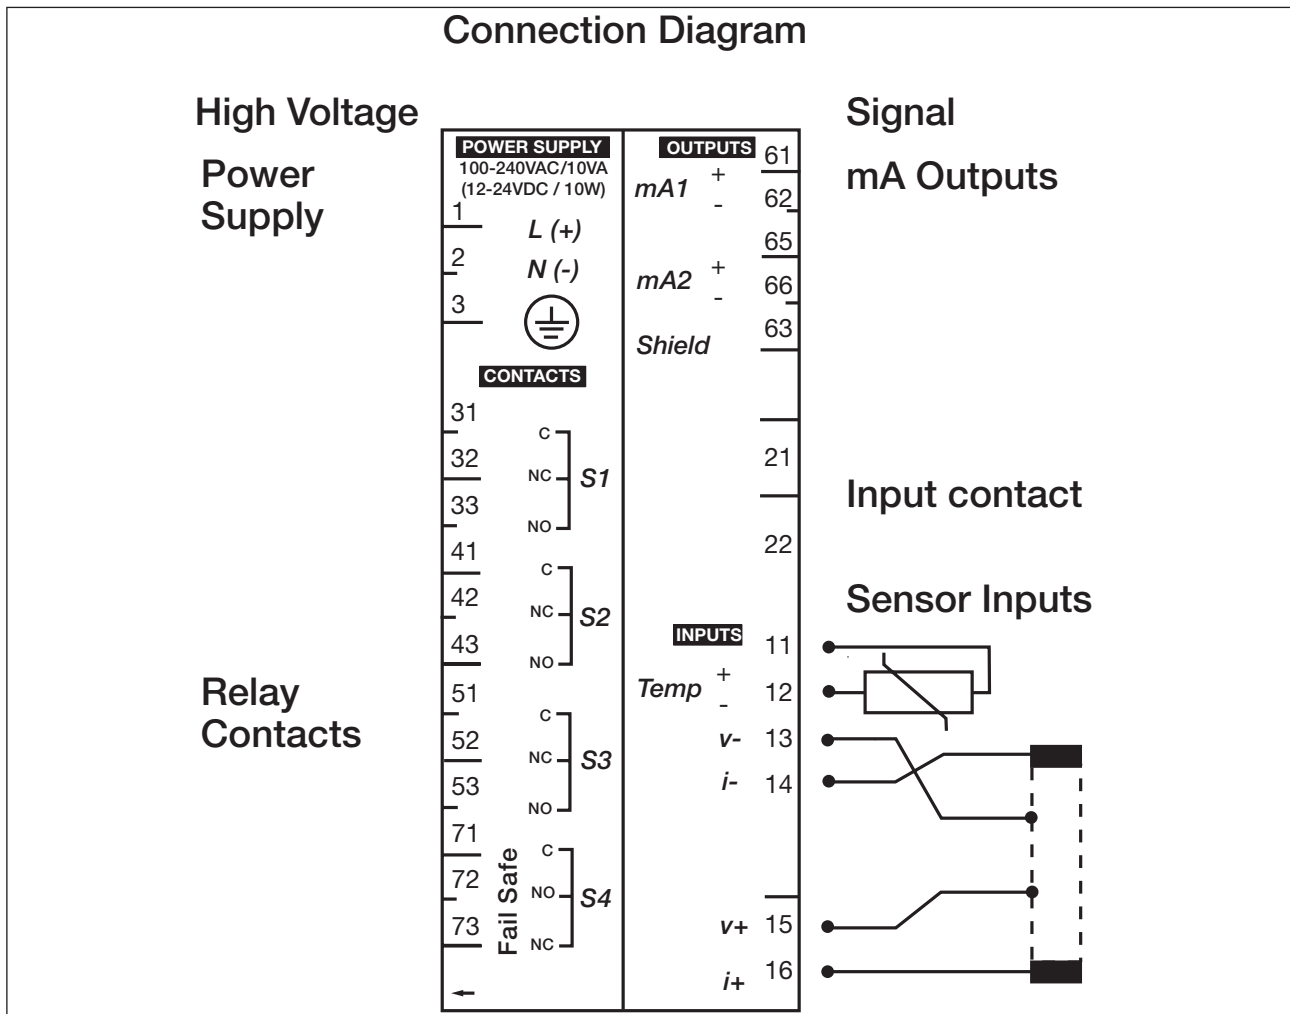 Connection Diagram
High Voltage
Signal
Power
Supply
mA Outputs
POWER SUPPLY
100-240VAC/10VA
(12-24VDC / 10W)
1
L (+)
2
N (-)
3
CONTACTS
31
C
32
NC
S1
33
NO
41
C
42
NC
S2
43
NO
Relay
Contacts
51
C
52
NC
S3
53
NO
71
C
72
NO
S4
73
NC
Fail Safe
OUTPUTS
61
mA1
+
-
62
65
mA2
+
-
66
63
Shield
21
Input contact
22
Sensor Inputs
INPUTS
11
Temp
+
-
12
v- 13
i- 14
v+ 15
i+ 16